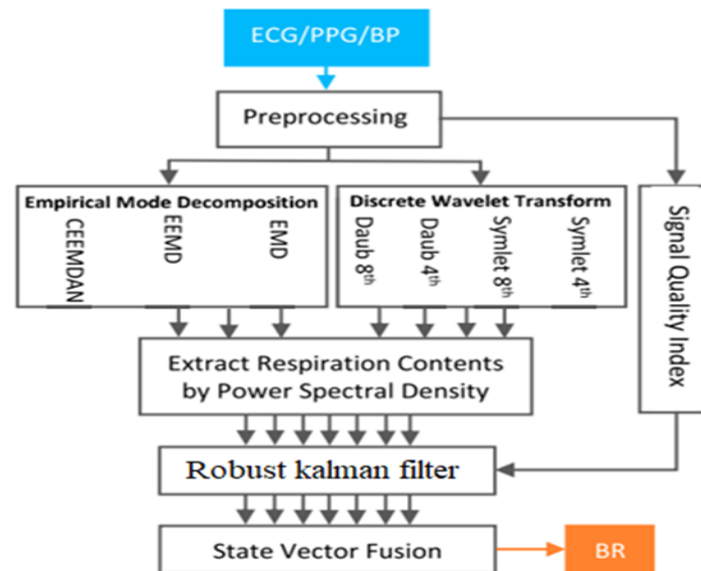 ECG/PPG/BP
Preprocessing
Empirical Mode Decomposition
CEEMDAN
EEMD
EMD
Discrete Wavelet Transform
Daub 8th
Daub 4th
Symlet 8th
Symlet 4th
Signal Quality Index
Extract Respiration Contents
by Power Spectral Density
Robust kalman filter
State Vector Fusion
BR